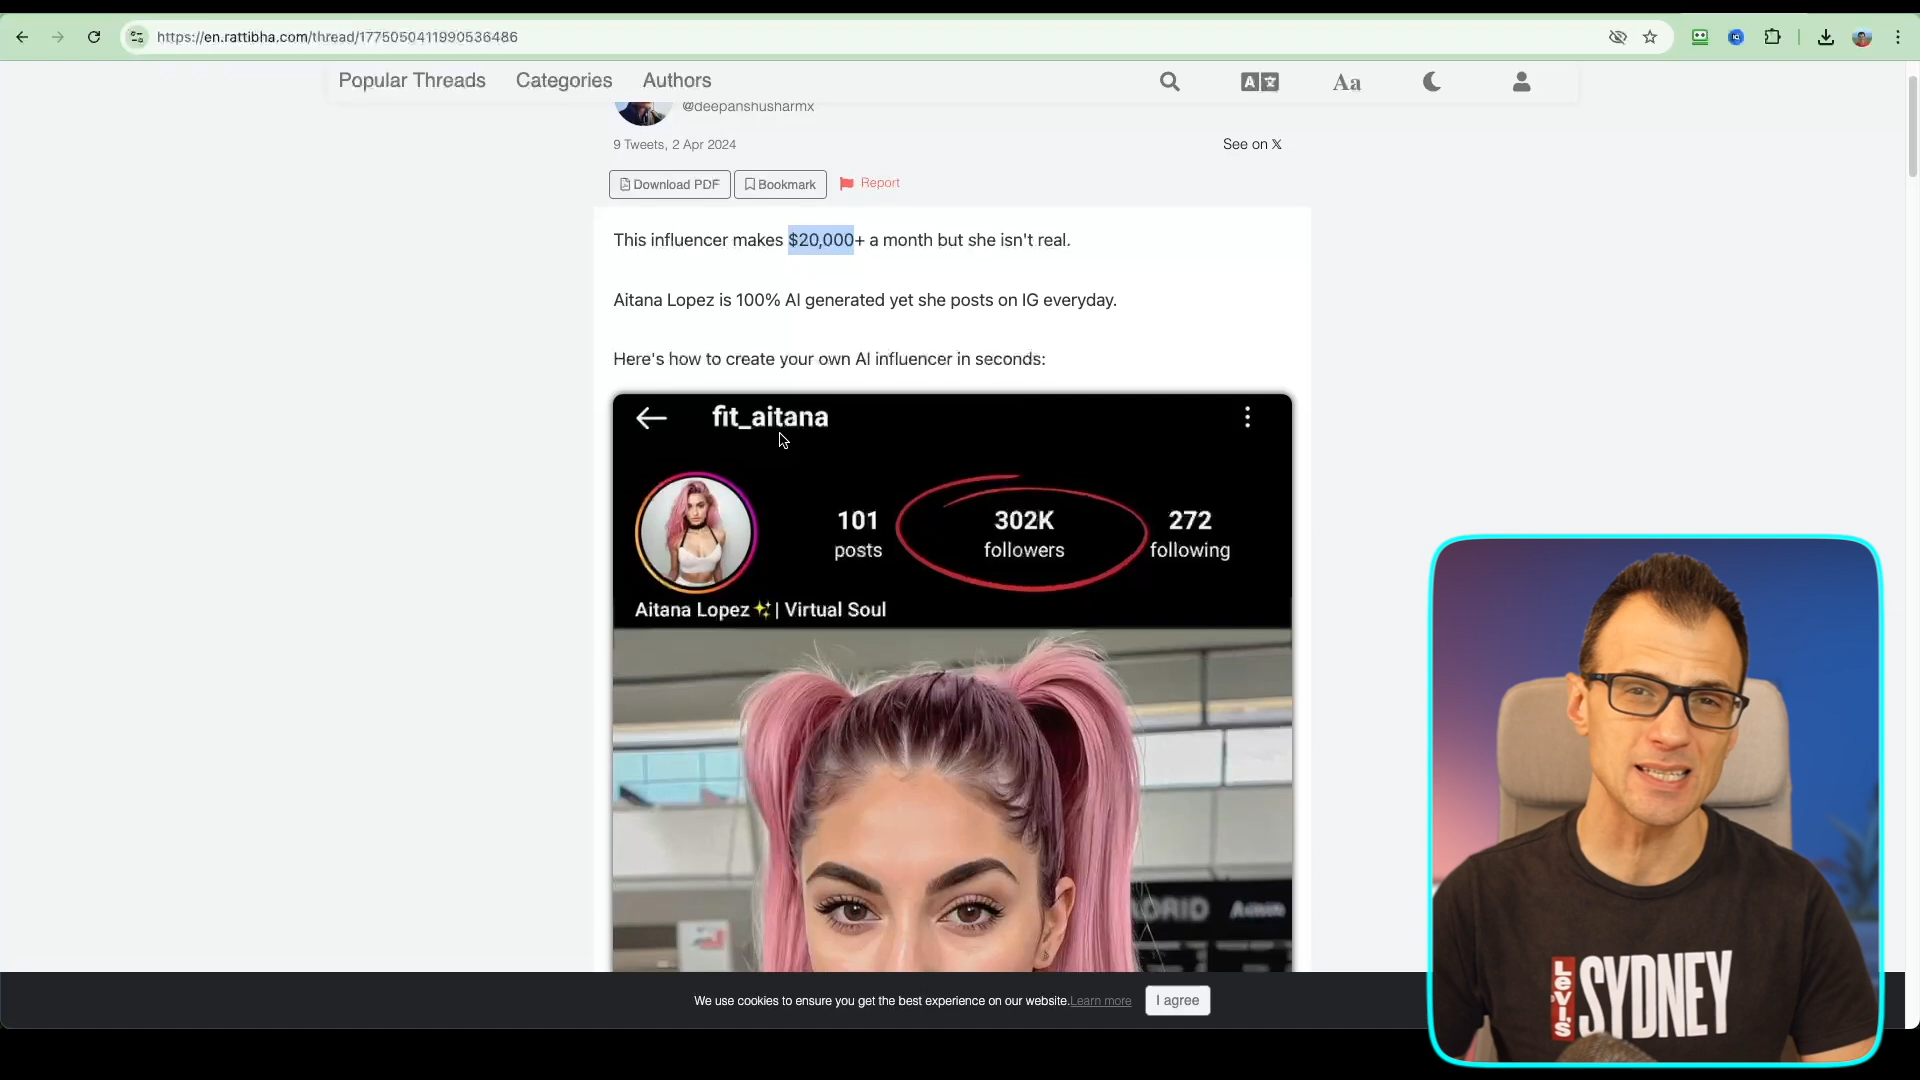 https://en.rattibha.com/thread/1775050411990536486
Popular Threads Categories Authors
Aa
@deepanshusharmx
9 Tweets, 2 Apr 2024 See on X
Download PDF Bookmark Report
This influencer makes $20,000+ a month but she isn't real.
Aitana Lopez is 100% AI generated yet she posts on IG everyday.
Here's how to create your own AI influencer in seconds:
fit_aitana
101 302K 272
posts followers following
Aitana Lopez✨| Virtual Soul
We use cookies to ensure you get the best experience on our website. Learn more I agree
LEVI'S SYDNEY